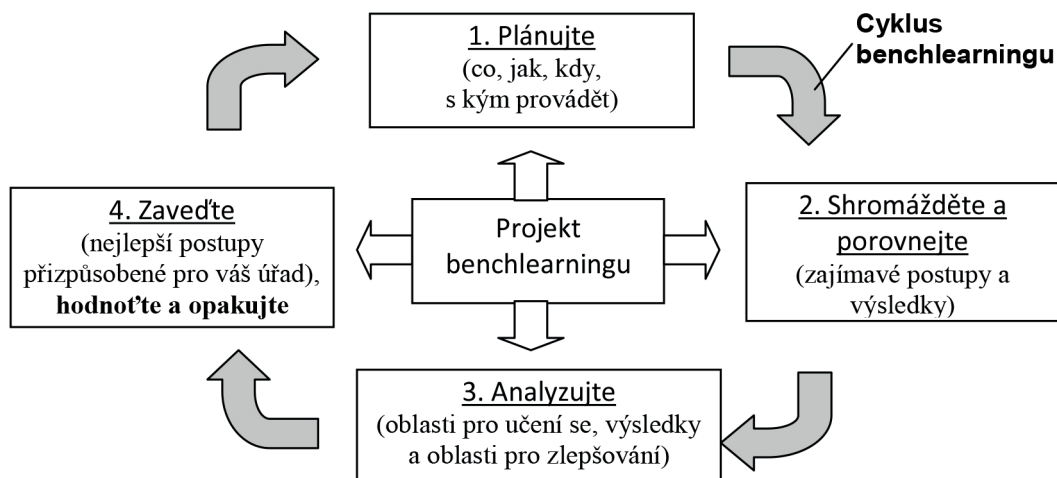 Cyklus
benchlearningu
1. Plánujte
(co, jak, kdy,
s kým provádět)
2. Shromážděte a
porovnejte
(zajímavé postupy a
výsledky)
Projekt
benchlearningu
3. Analyzujte
(oblasti pro učení se, výsledky
a oblasti pro zlepšování)
4. Zaveďte
(nejlepší postupy
přizpůsobené pro váš úřad),
hodnoťte a opakujte